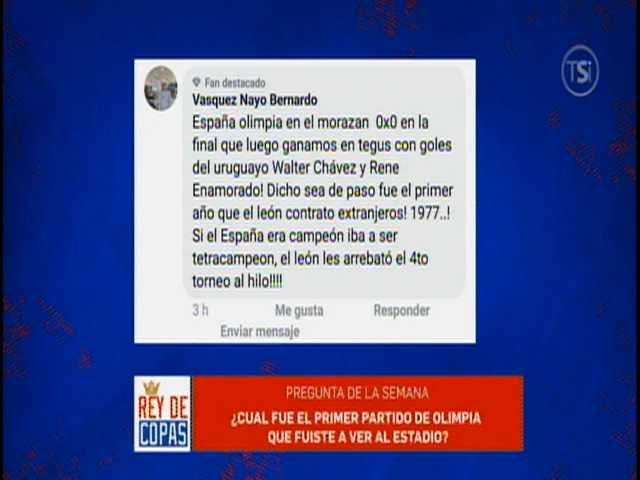 TSi
Fan destacado
Vasquez Nayo Bernardo
España olimpia en el morazan 0x0 en la
final que luego ganamos en tegus con goles
del uruguayo Walter Chávez y Rene
Enamorado! Dicho sea de paso fue el primer
año que el león contrato extranjeros! 1977..!
Si el España era campeón iba a ser
tetracampeon, el león les arrebató el 4to
torneo al hilo!!!!
3 h Me gusta Responder
Enviar mensaje
REY DE
COPAS
PREGUNTA DE LA SEMANA
¿CUAL FUE EL PRIMER PARTIDO DE OLIMPIA
QUE FUISTE A VER AL ESTADIO?